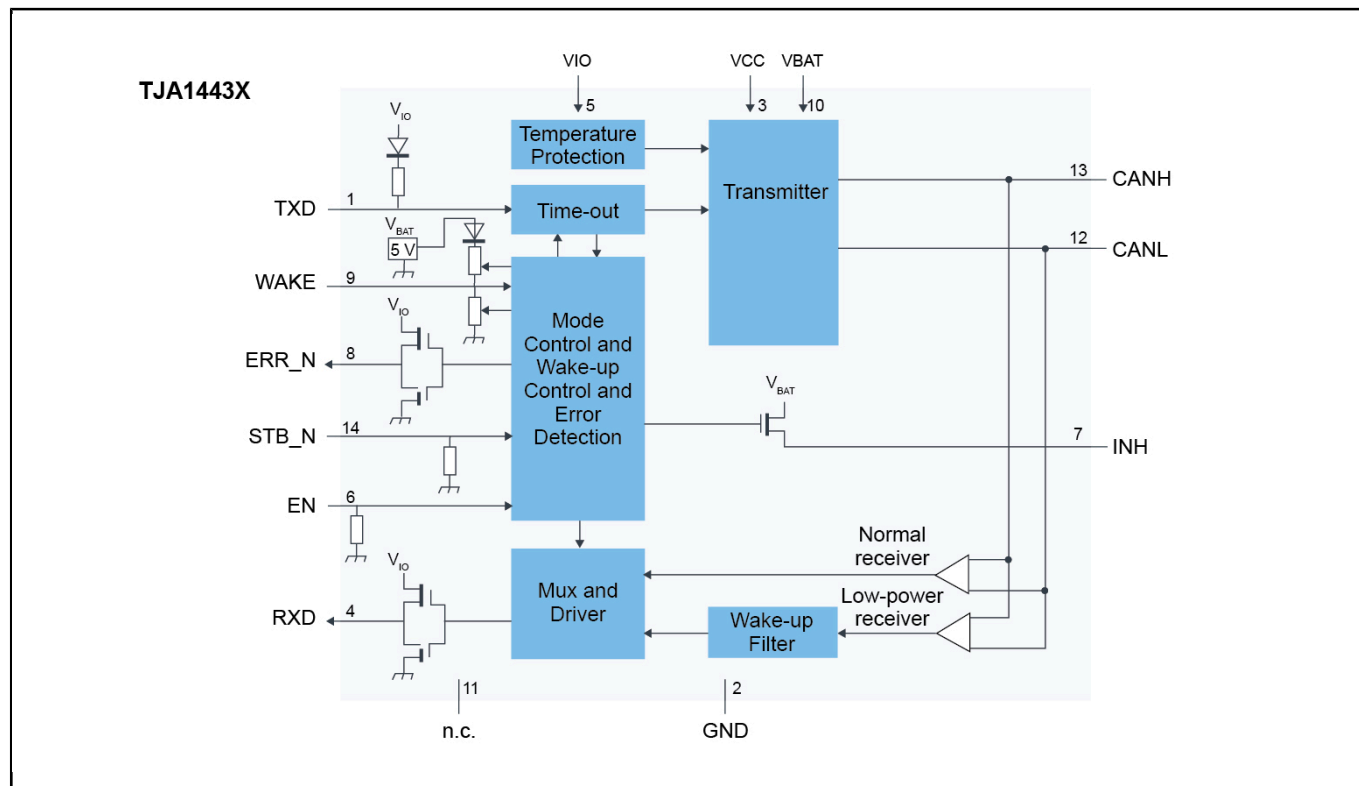 VIO
VCC
VBAT
TJA1443X
5
3
10
VIO
Temperature
Protection
Transmitter
13
CANH
TXD
1
Time-out
VBAT
5 V
12
CANL
WAKE
9
VIO
Mode
Control and
Wake-up
Control and
Error
Detection
ERR_N
8
VBAT
STB_N
14
7
INH
EN
6
Normal
receiver
VIO
Mux and
Driver
Low-power
receiver
RXD
4
Wake-up
Filter
11
2
n.c.
GND